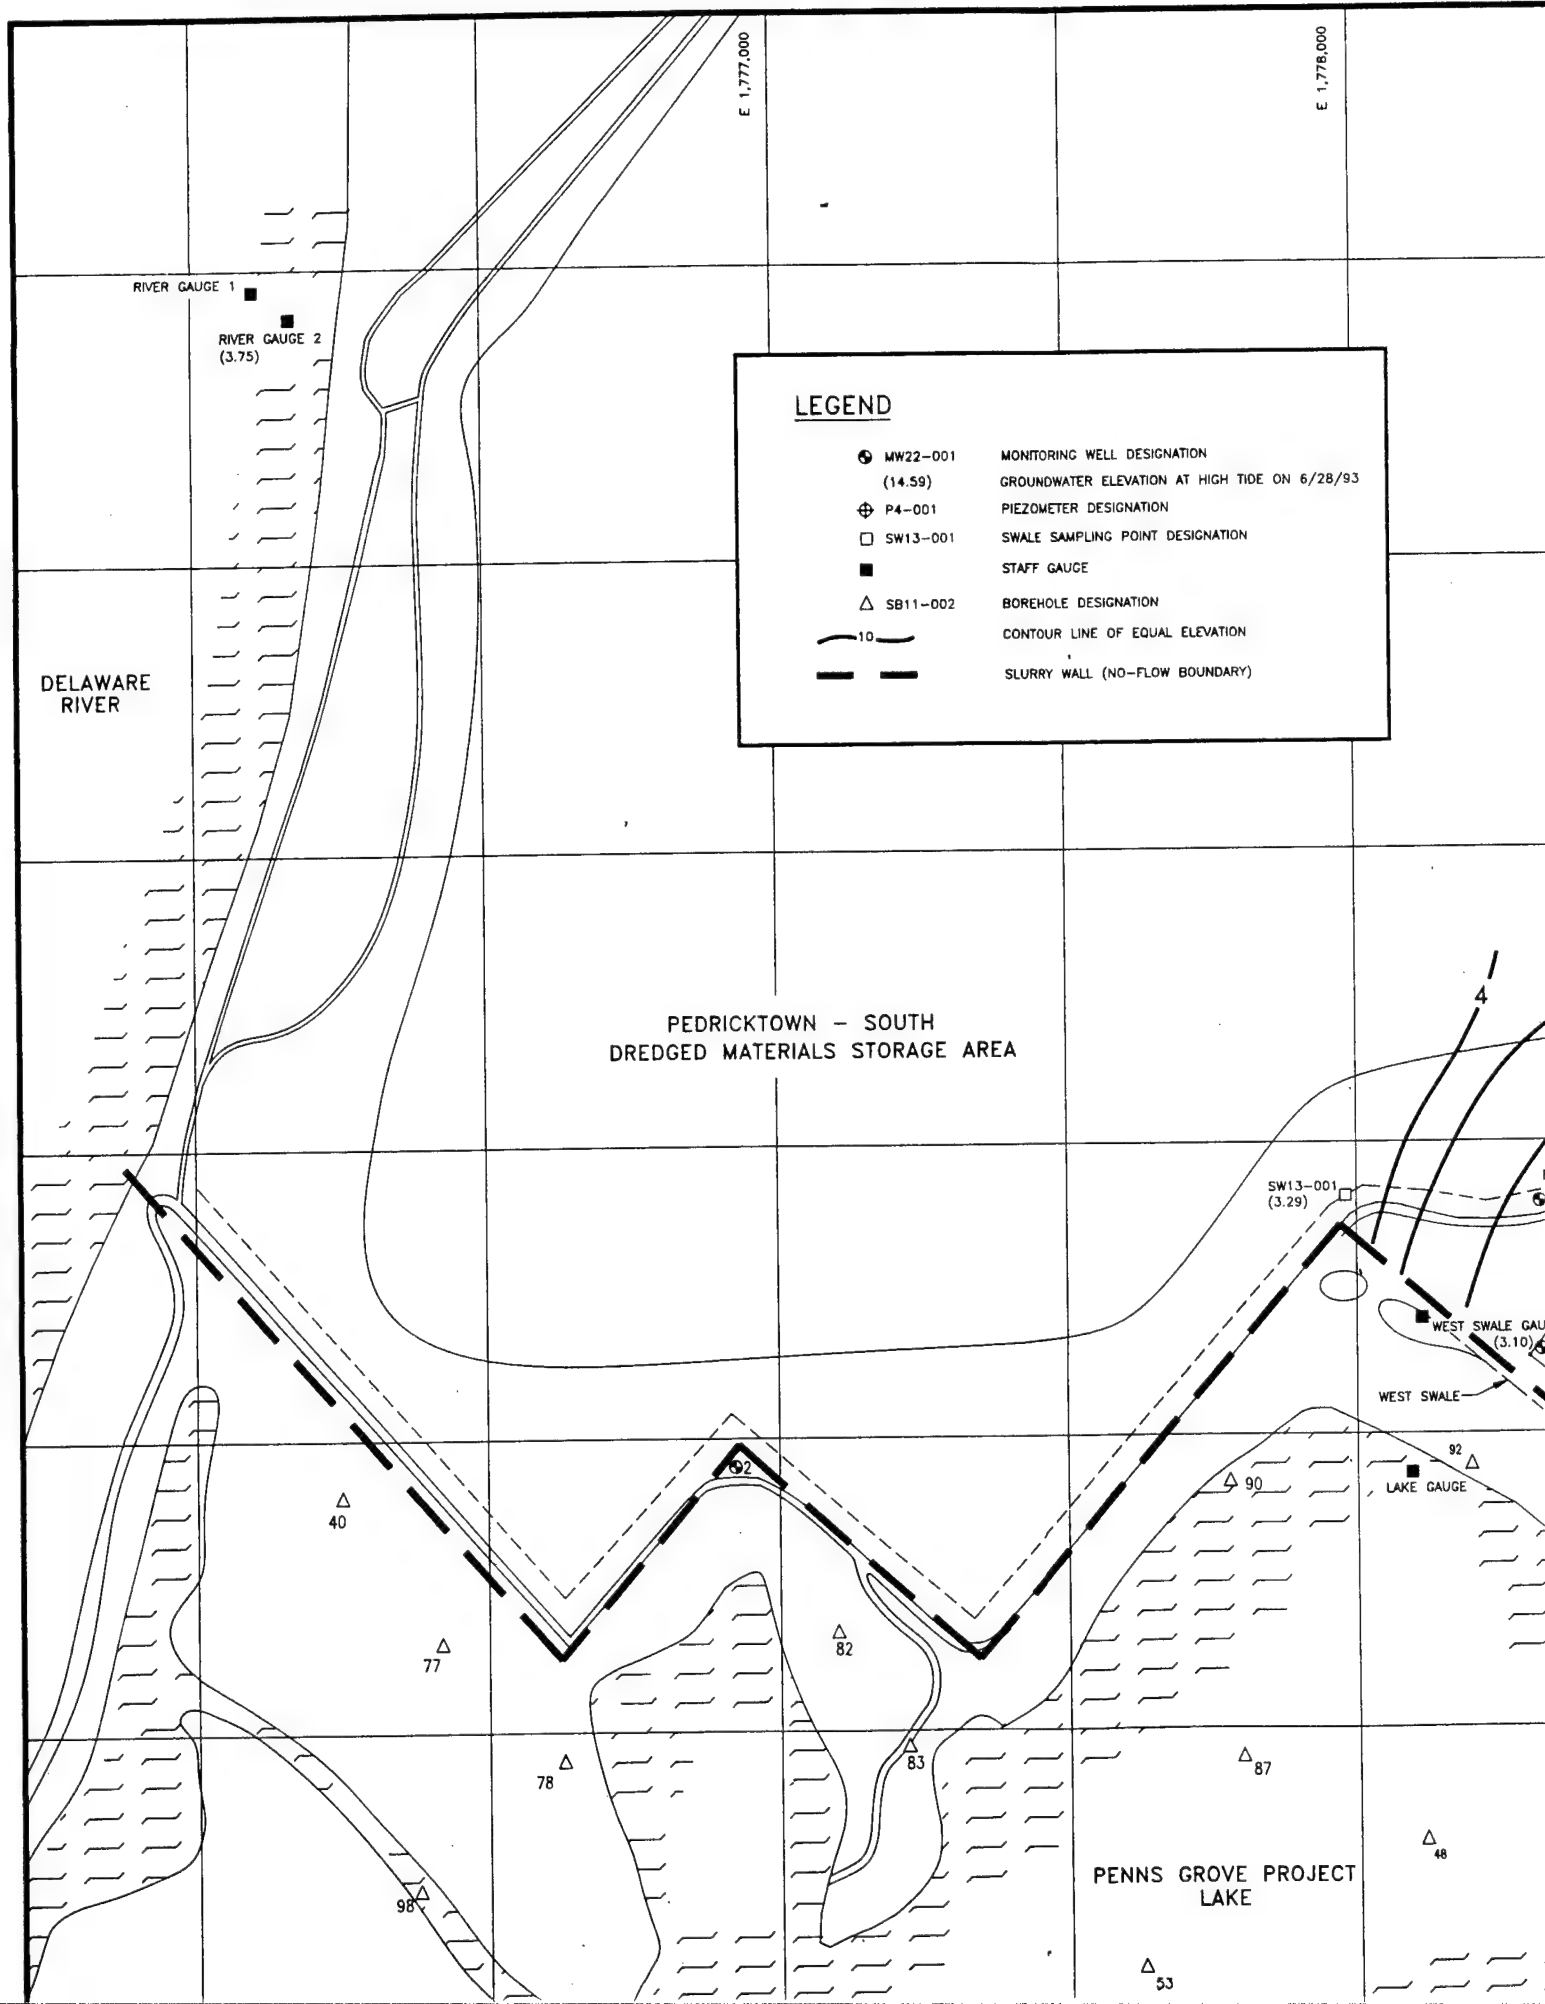 E 1,777,000
E 1,778,000
RIVER GAUGE 1
RIVER GAUGE 2
(3.75)
LEGEND
MW22-001 MONITORING WELL DESIGNATION
(14.59) GROUNDWATER ELEVATION AT HIGH TIDE ON 6/28/93
P4-001 PIEZOMETER DESIGNATION
SW13-001 SWALE SAMPLING POINT DESIGNATION
STAFF GAUGE
SB11-002 BOREHOLE DESIGNATION
10 CONTOUR LINE OF EQUAL ELEVATION
SLURRY WALL (NO-FLOW BOUNDARY)
DELAWARE
RIVER
4
PEDRICKTOWN - SOUTH
DREDGED MATERIALS STORAGE AREA
SW13-001
(3.29)
WEST SWALE GAU
(3.10)
WEST SWALE
92
2
90
LAKE GAUGE
40
82
77
83
87
78
48
PENNS GROVE PROJECT
LAKE
98
53